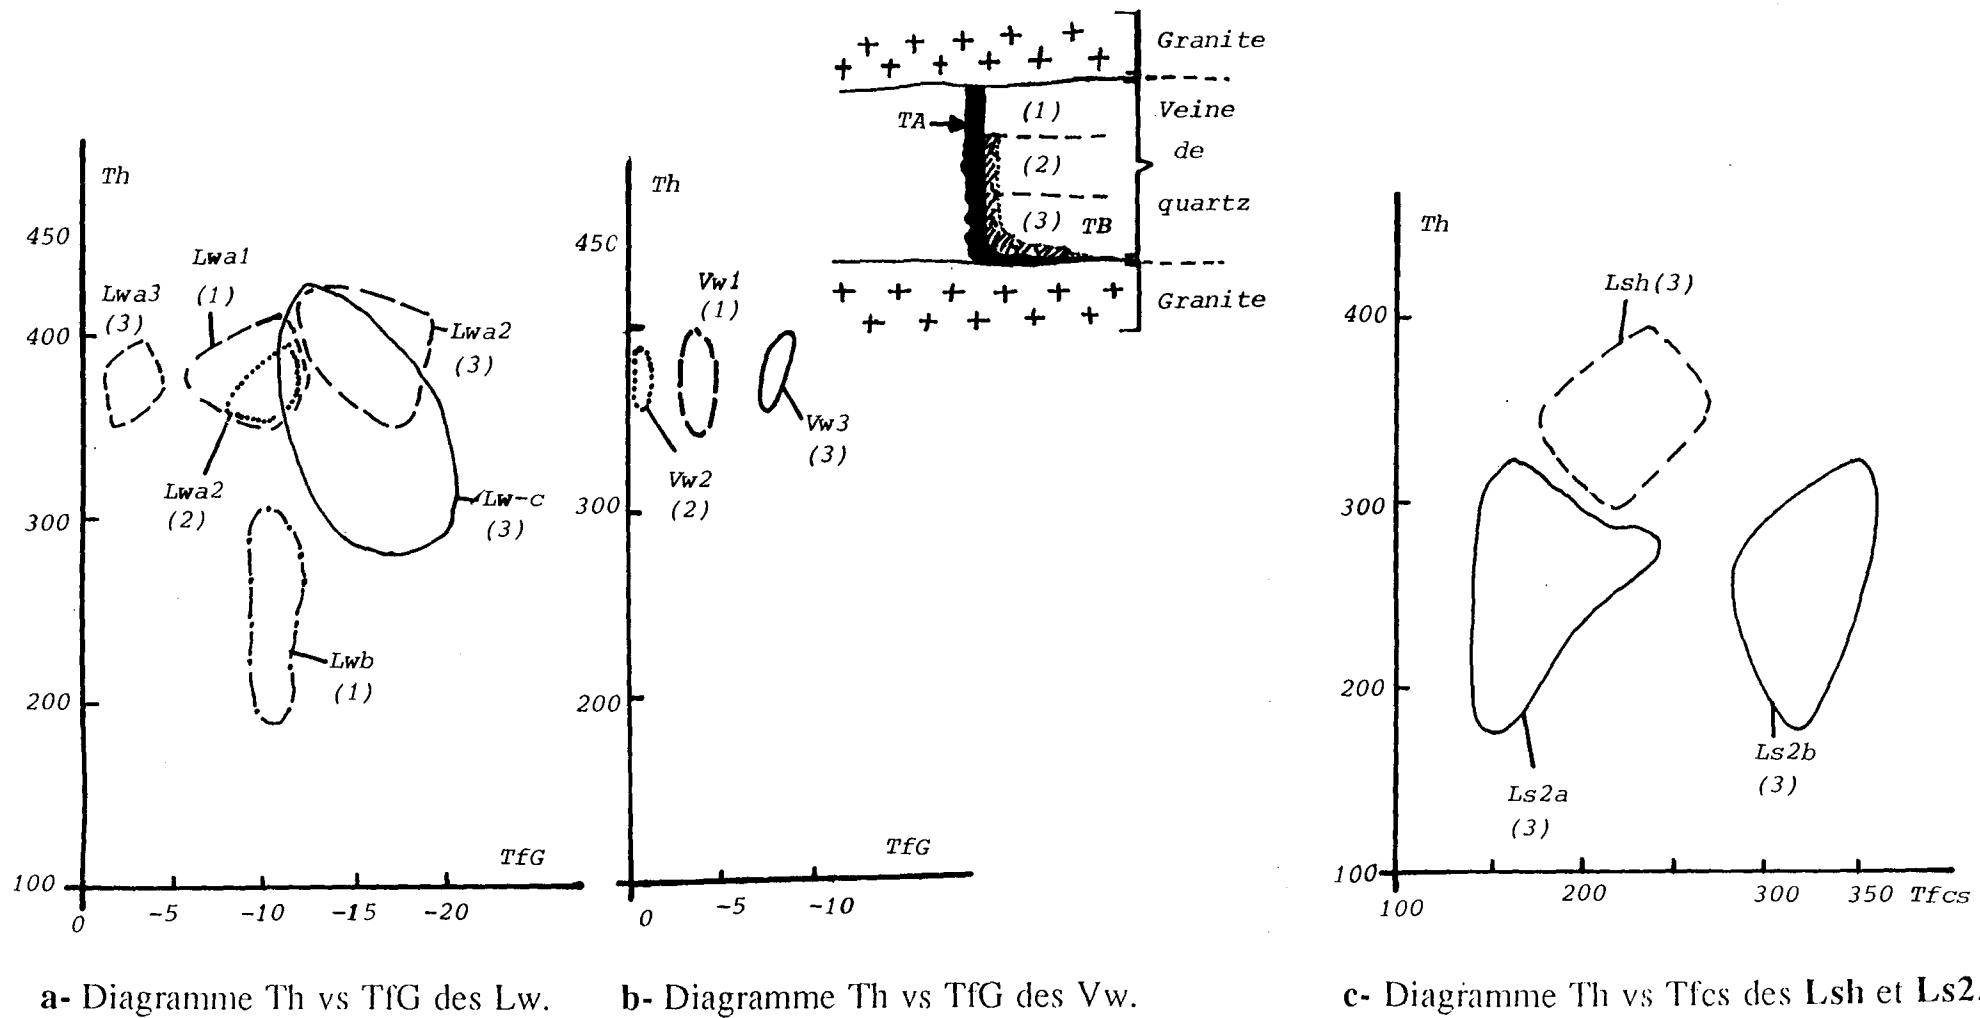 Granite
Veine
de
quartz
Granite
TA
(1)
(2)
(3) TB
Th
450
400
300
200
100
0
-5
-10
-15
-20
TfG
Lwa3
(3)
Lwa1
(1)
Lwa2
(3)
Lwa2
(2)
Lw-c
(3)
Lwb
(1)
a- Diagramme Th vs TfG des Lw.
Th
450
300
200
0
-5
-10
TfG
Vw1
(1)
Vw3
(3)
Vw2
(2)
b- Diagramme Th vs TfG des Vw.
Th
400
300
200
100
100
200
300
350
Tfcs
Lsh(3)
Ls2a
(3)
Ls2b
(3)
c- Diagramme Th vs Tfcs des Lsh et Ls2.